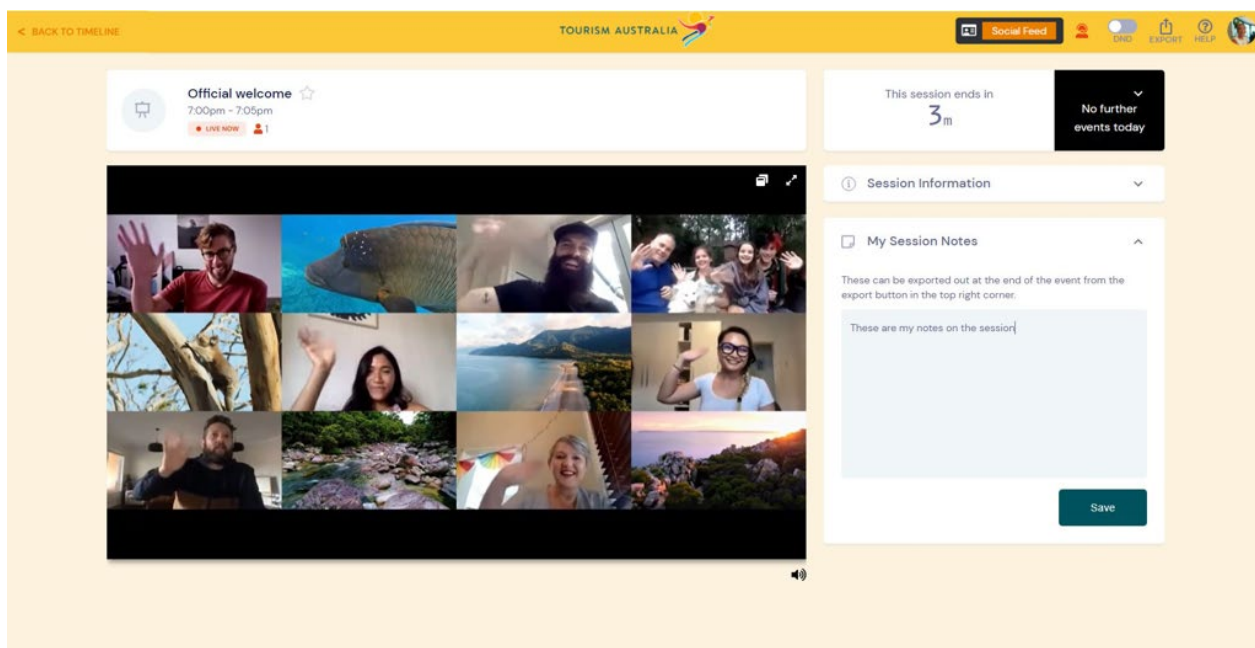 < BACK TO TIMELINE
TOURISM AUSTRALIA
Social Feed
DND
EXPORT
HELP
Official welcome
7:00pm - 7:05pm
LIVE NOW
1
This session ends in
3m
No further
events today
Session Information
My Session Notes
These can be exported out at the end of the event from the
export button in the top right corner.
These are my notes on the session
Save